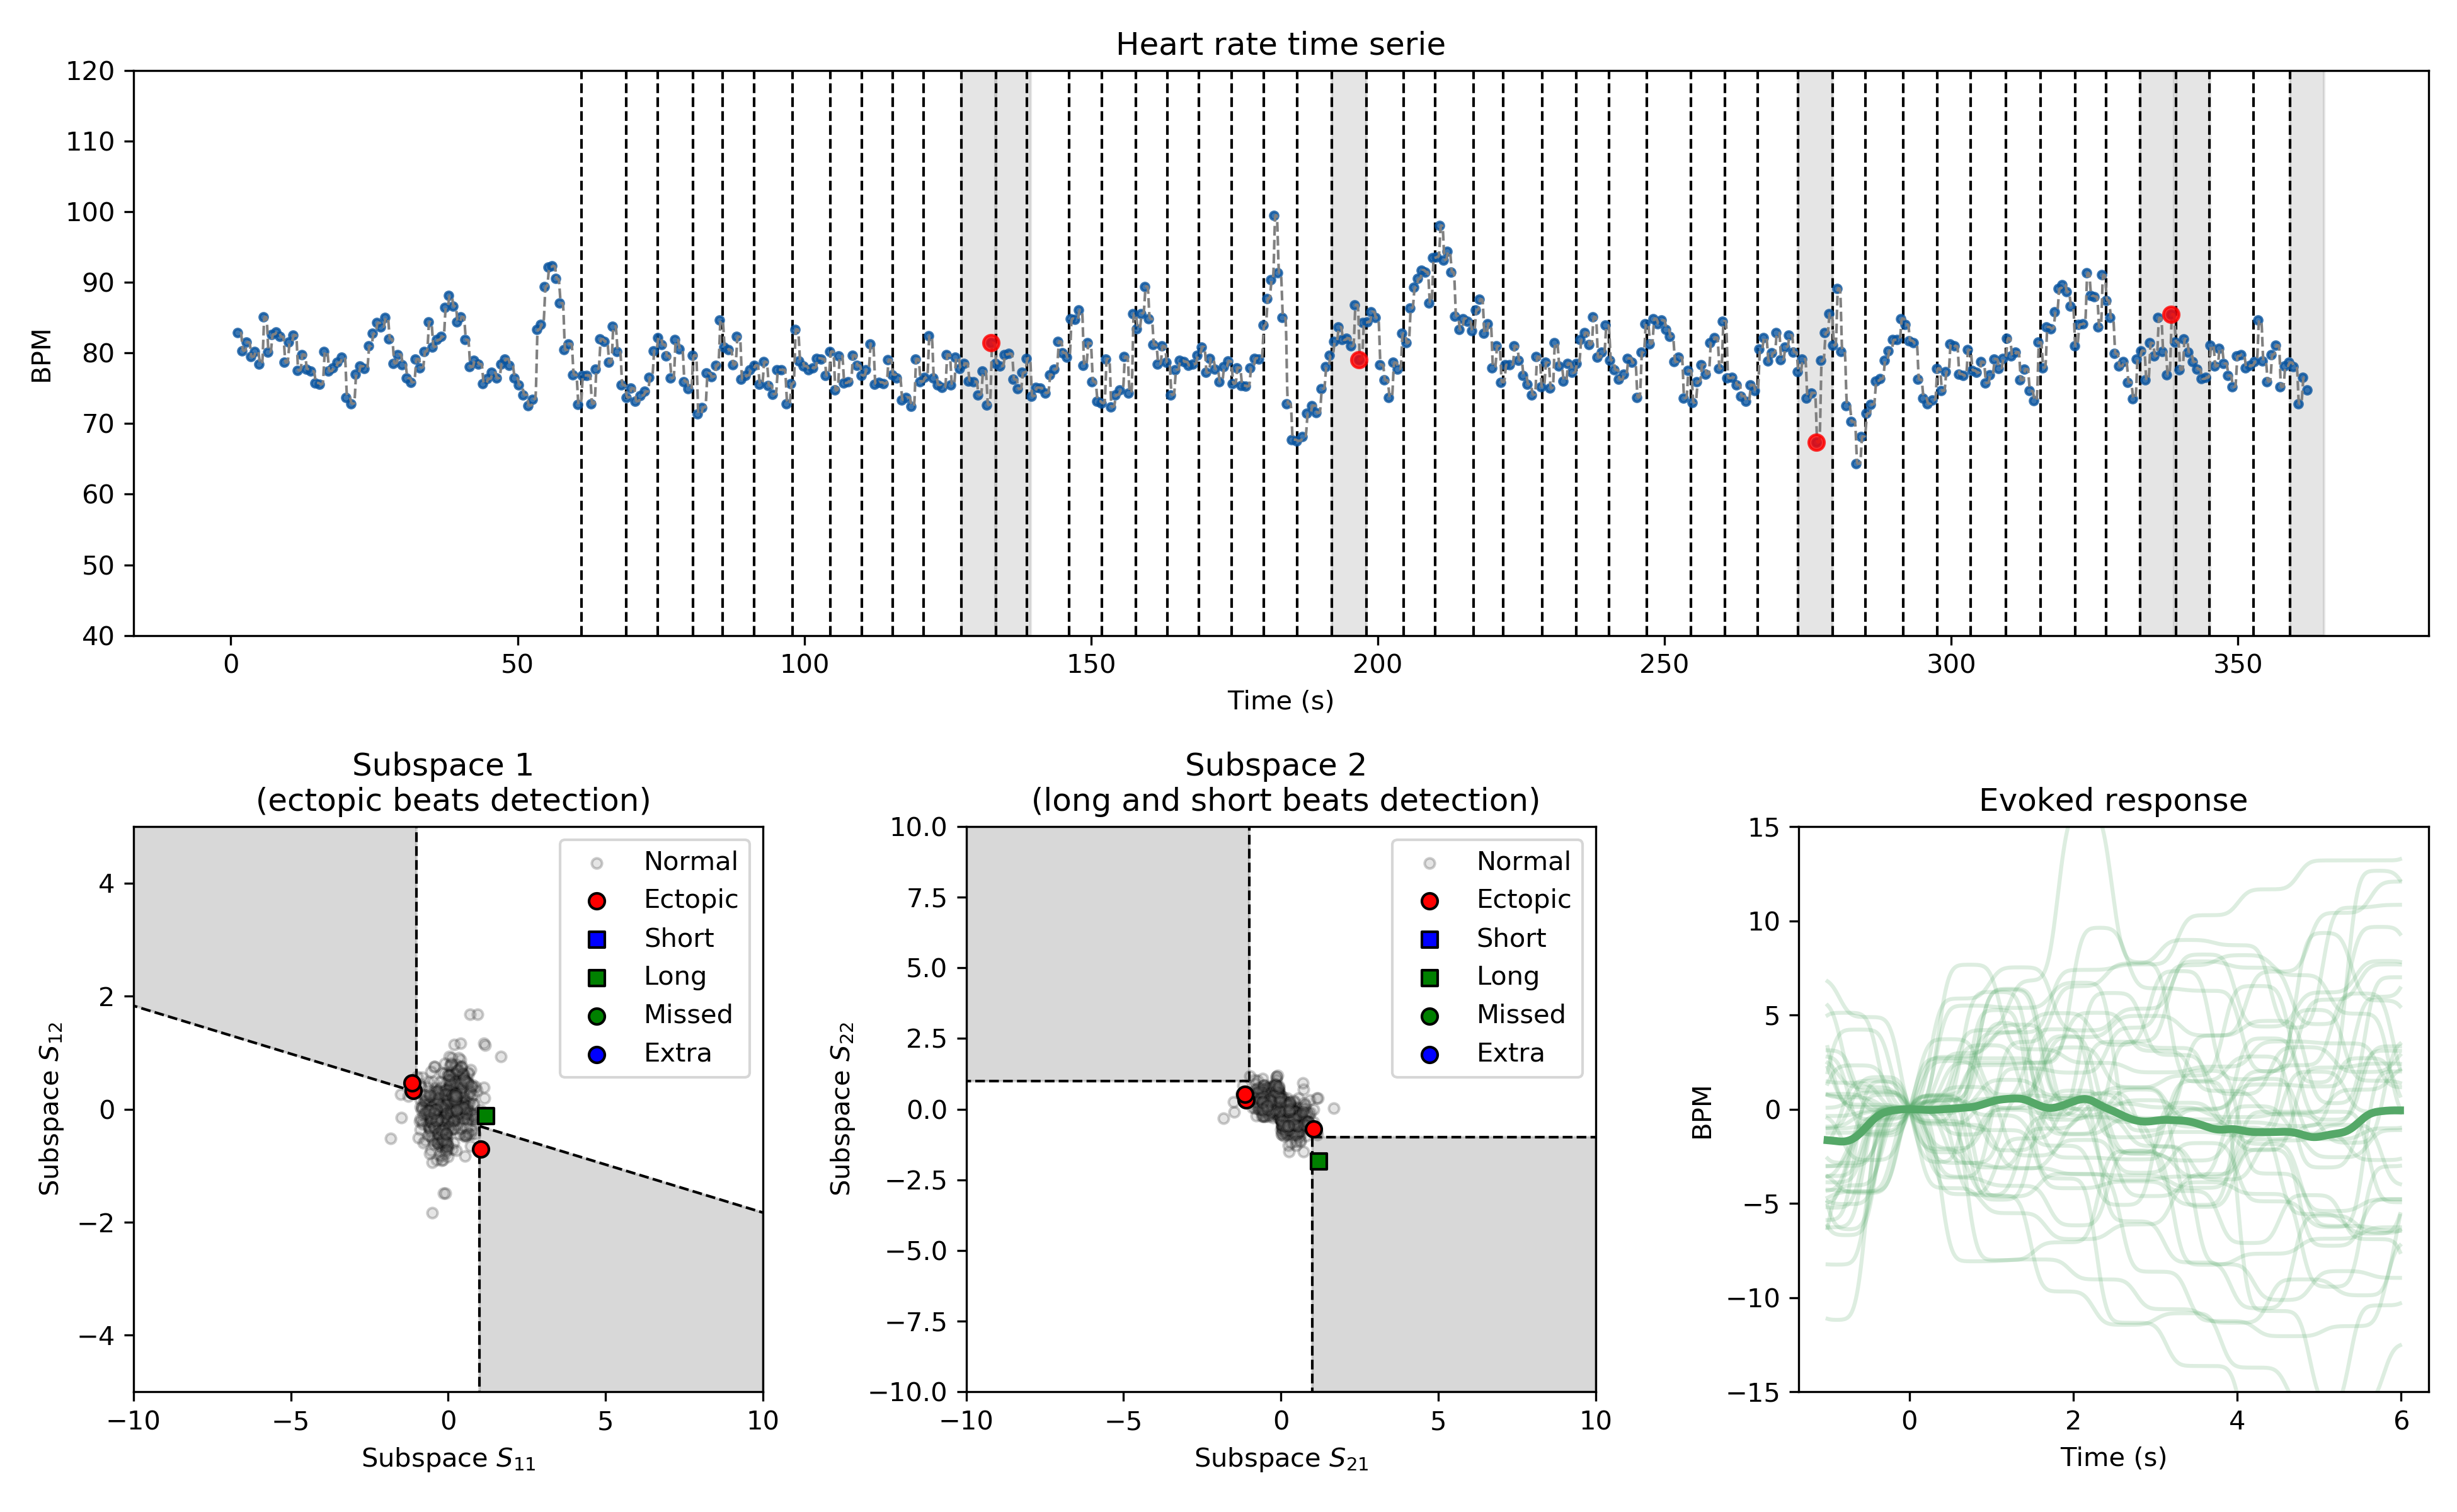 Heart rate time serie
120
110
100
90
80
70
60
50
40
BPM
0 50 100 150 200 250 300 350
Time (s)
Subspace 1
(ectopic beats detection)
4
2
0
−2
−4
Subspace S12
Normal
Ectopic
Short
Long
Missed
Extra
−10 −5 0 5 10
Subspace S11
Subspace 2
(long and short beats detection)
10.0
7.5
5.0
2.5
0.0
−2.5
−5.0
−7.5
−10.0
Subspace S22
Normal
Ectopic
Short
Long
Missed
Extra
−10 −5 0 5 10
Subspace S21
Evoked response
15
10
5
0
−5
−10
−15
BPM
0 2 4 6
Time (s)